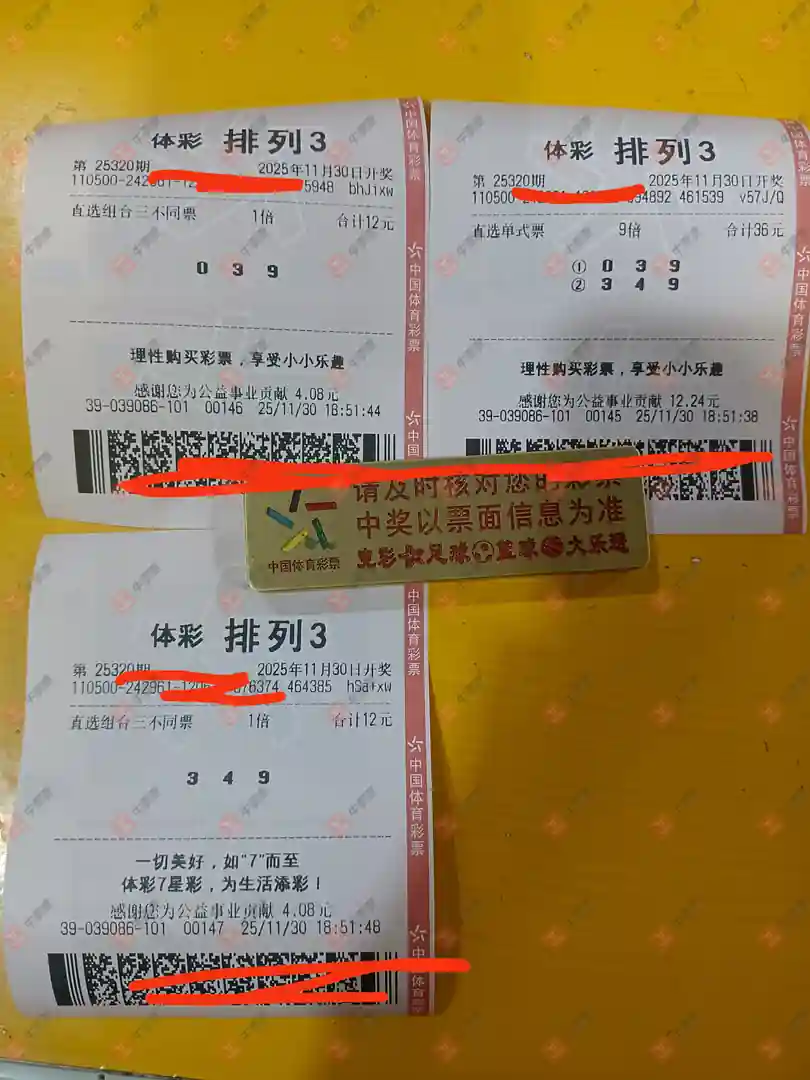 体彩 排列3
第 25320期 2025年11月30日开奖
5948 bhJixw
直选组合三不同票 1倍 合计12元
0 3 9
理性购买彩票，享受小小乐趣
感谢您为公益事业贡献 4.08元
39-039086-101 00146 25/11/30 18:51:44
中国体育彩票
体彩 排列3
第 25320期 2025年11月30日开奖
110500- 94892 461539 v57J/Q
直选单式票 9倍 合计36元
① 0 3 9
② 3 4 9
理性购买彩票，享受小小乐趣
感谢您为公益事业贡献 12.24元
39-039086-101 00145 25/11/30 18:51:38
中国体育彩票
请及时核对您的彩票
中奖以票面信息为准
中国体育彩票
竞彩 足球 篮球 大乐透
体彩 排列3
第 25320期 2025年11月30日开奖
110500-242961-120 76374 464385
直选组合三不同票 1倍 合计12元
3 4 9
一切美好，如“7”而至
体彩7星彩，为生活添彩！
感谢您为公益事业贡献 4.08元
39-039086-101 00147 25/11/30 18:51:48
中国体育彩票